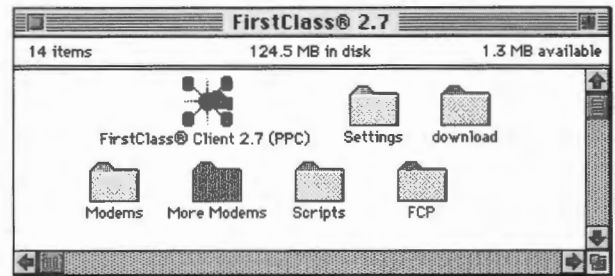 FirstClass® 2.7
14 items 124.5 MB in disk 1.3 MB available
FirstClass® Client 2.7 (PPC) Settings download
Modems More Modems Scripts FCP